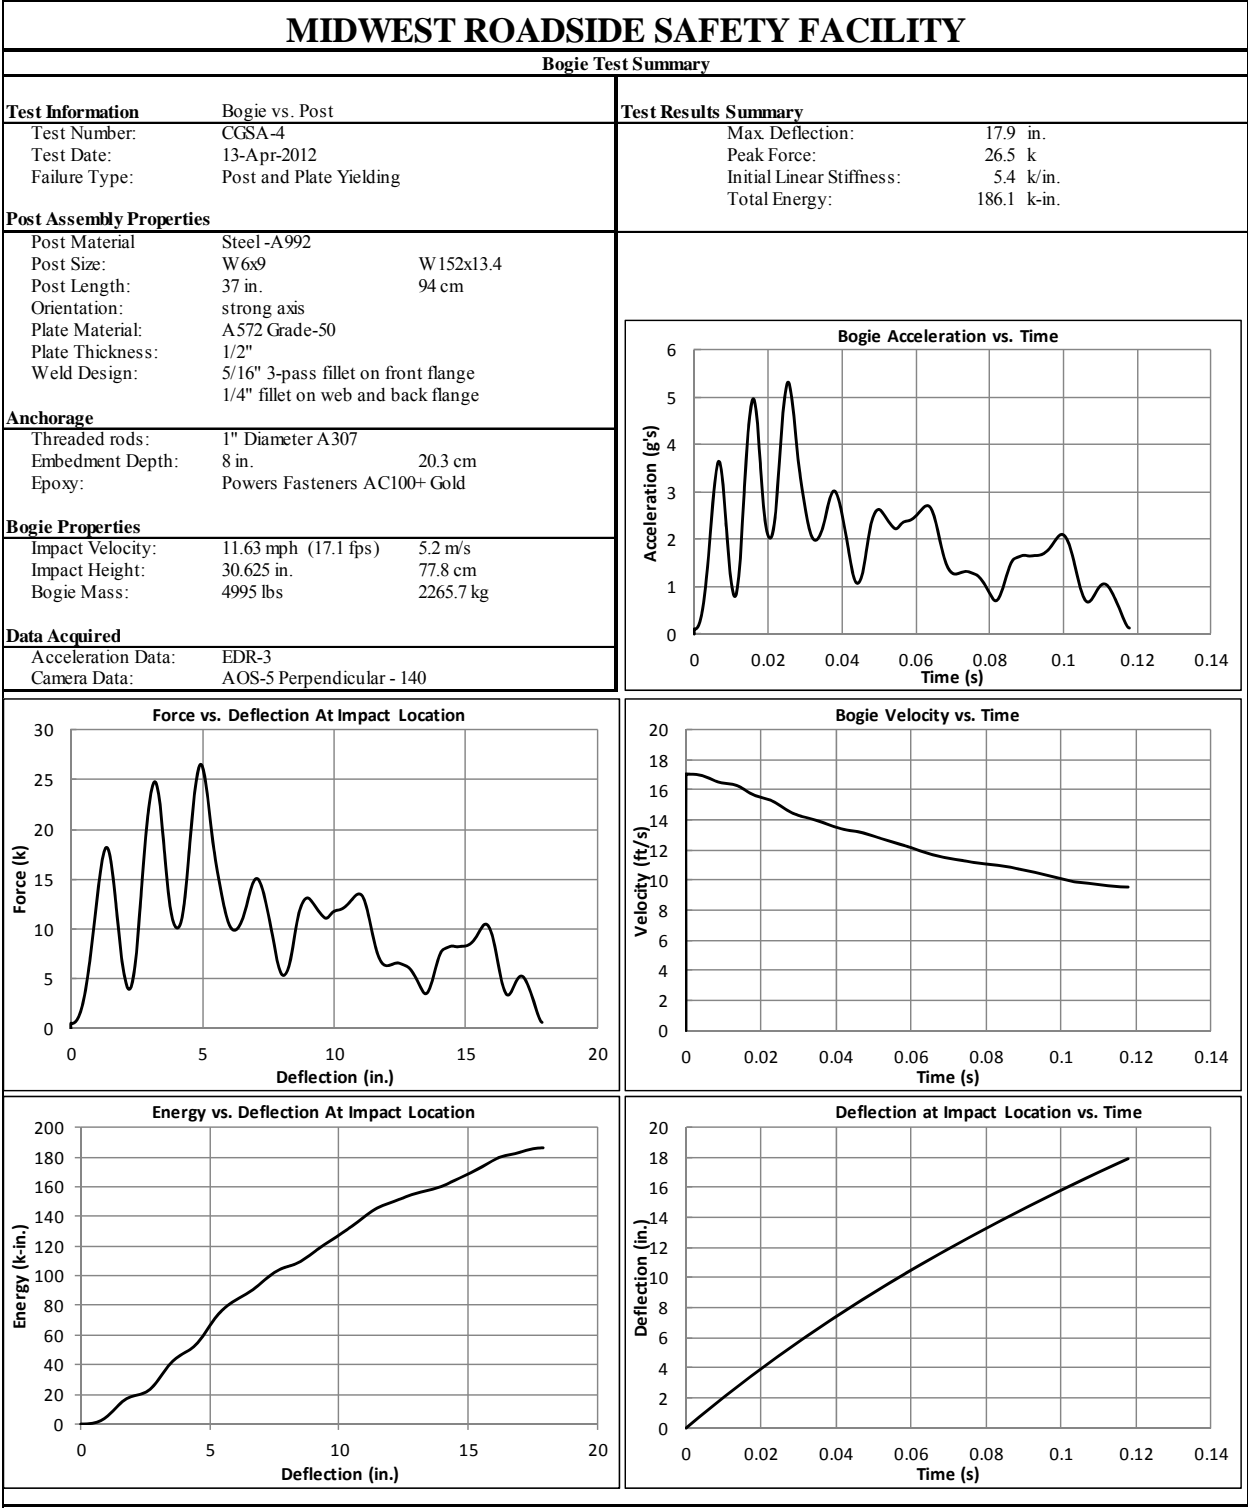 MIDWEST ROADSIDE SAFETY FACILITY
Bogie Test Summary
Test Information Bogie vs. Post
Test Number: CGSA-4
Test Date: 13-Apr-2012
Failure Type: Post and Plate Yielding
Post Assembly Properties
Post Material Steel -A992
Post Size: W6x9 W152x13.4
Post Length: 37 in. 94 cm
Orientation: strong axis
Plate Material: A572 Grade-50
Plate Thickness: 1/2"
Weld Design: 5/16" 3-pass fillet on front flange
1/4" fillet on web and back flange
Anchorage
Threaded rods: 1" Diameter A307
Embedment Depth: 8 in. 20.3 cm
Epoxy: Powers Fasteners AC100+ Gold
Bogie Properties
Impact Velocity: 11.63 mph (17.1 fps) 5.2 m/s
Impact Height: 30.625 in. 77.8 cm
Bogie Mass: 4995 lbs 2265.7 kg
Data Acquired
Acceleration Data: EDR-3
Camera Data: AOS-5 Perpendicular - 140
Test Results Summary
Max. Deflection: 17.9 in.
Peak Force: 26.5 k
Initial Linear Stiffness: 5.4 k/in.
Total Energy: 186.1 k-in.
Bogie Acceleration vs. Time
Acceleration (g's)
6
5
4
3
2
1
0
0 0.02 0.04 0.06 0.08 0.1 0.12 0.14
Time (s)
Force vs. Deflection At Impact Location
Force (k)
30
25
20
15
10
5
0
0 5 10 15 20
Deflection (in.)
Bogie Velocity vs. Time
Velocity (ft/s)
20
18
16
14
12
10
8
6
4
2
0
0 0.02 0.04 0.06 0.08 0.1 0.12 0.14
Time (s)
Energy vs. Deflection At Impact Location
Energy (k-in.)
200
180
160
140
120
100
80
60
40
20
0
0 5 10 15 20
Deflection (in.)
Deflection at Impact Location vs. Time
Deflection (in.)
20
18
16
14
12
10
8
6
4
2
0
0 0.02 0.04 0.06 0.08 0.1 0.12 0.14
Time (s)